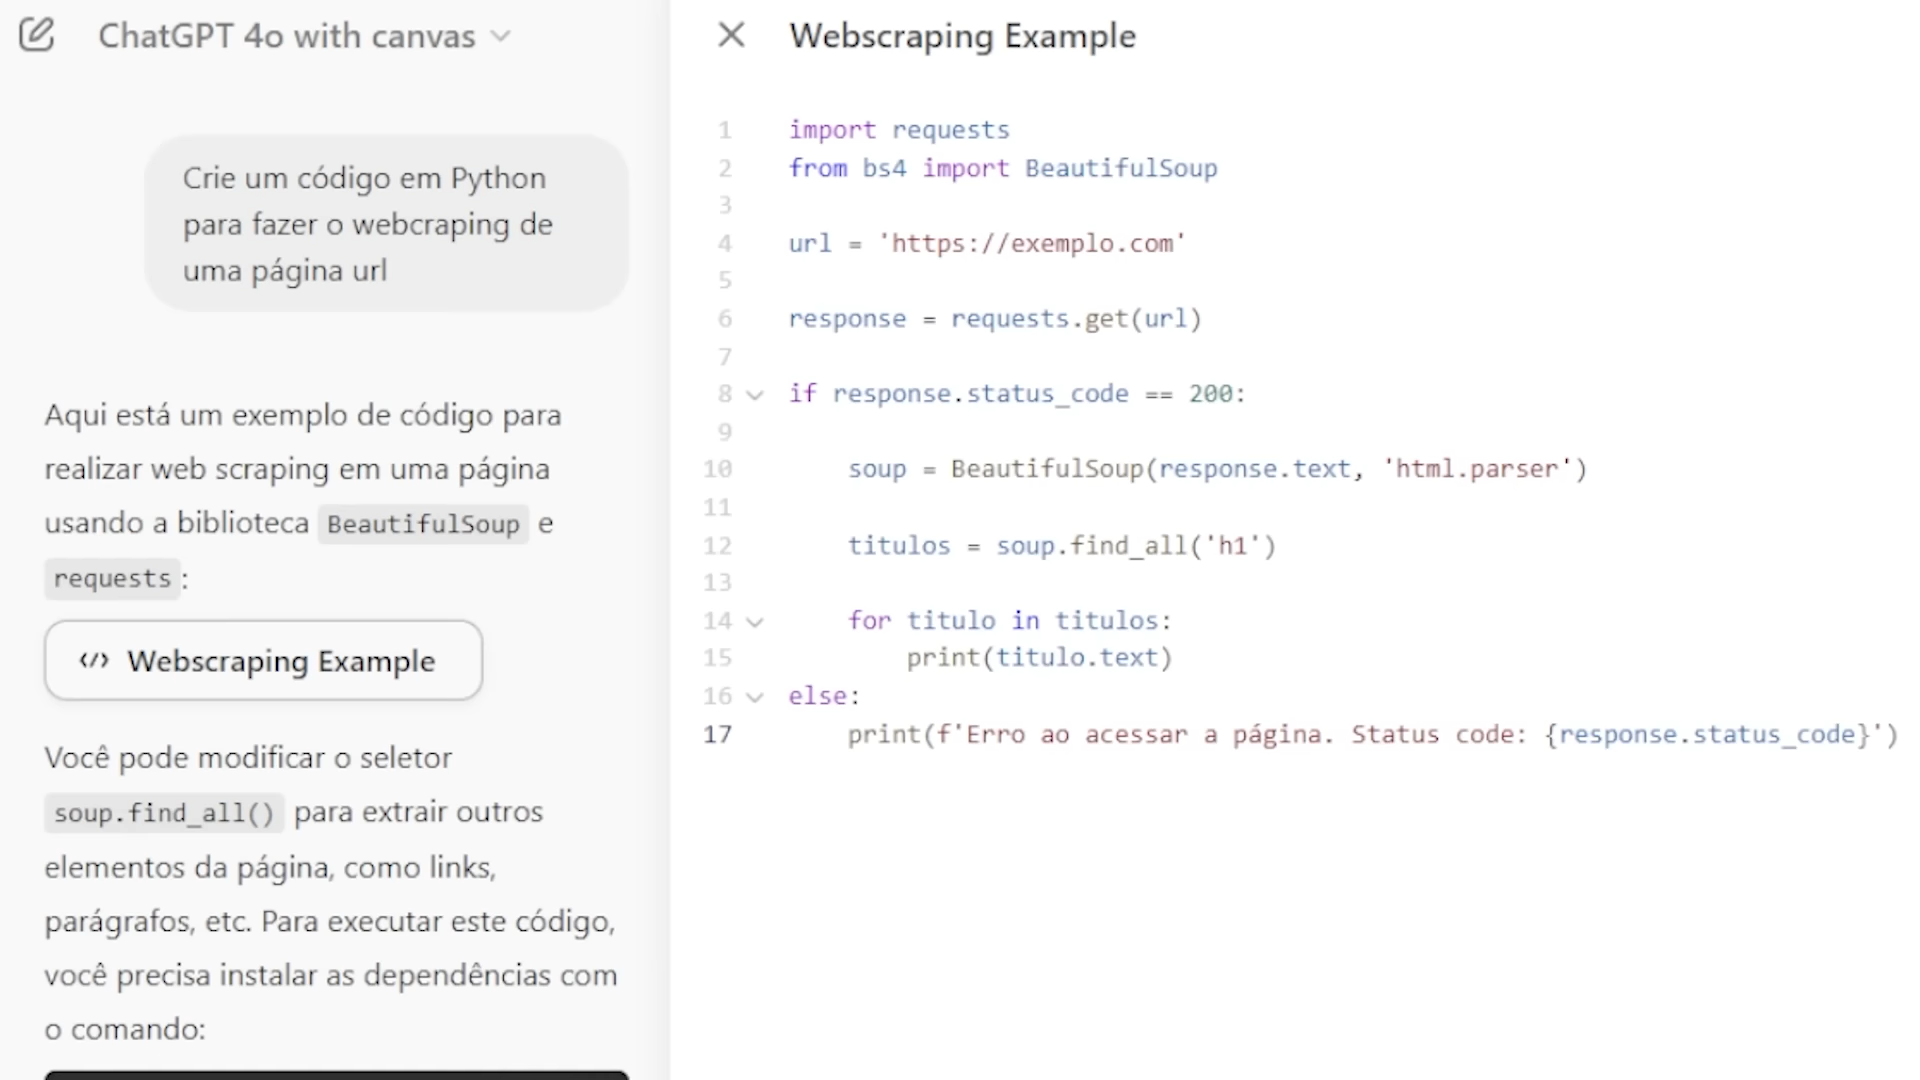 ChatGPT 4o with canvas
Crie um código em Python
para fazer o webcraping de
uma página url
Aqui está um exemplo de código para
realizar web scraping em uma página
usando a biblioteca BeautifulSoup e
requests:
Webscraping Example
Você pode modificar o seletor
soup.find_all() para extrair outros
elementos da página, como links,
parágrafos, etc. Para executar este código,
você precisa instalar as dependências com
o comando:
Webscraping Example
1 import requests
2 from bs4 import BeautifulSoup
3
4 url = 'https://exemplo.com'
5
6 response = requests.get(url)
7
8 if response.status_code == 200:
9
10 soup = BeautifulSoup(response.text, 'html.parser')
11
12 titulos = soup.find_all('h1')
13
14 for titulo in titulos:
15 print(titulo.text)
16 else:
17 print(f'Erro ao acessar a página. Status code: {response.status_code}')